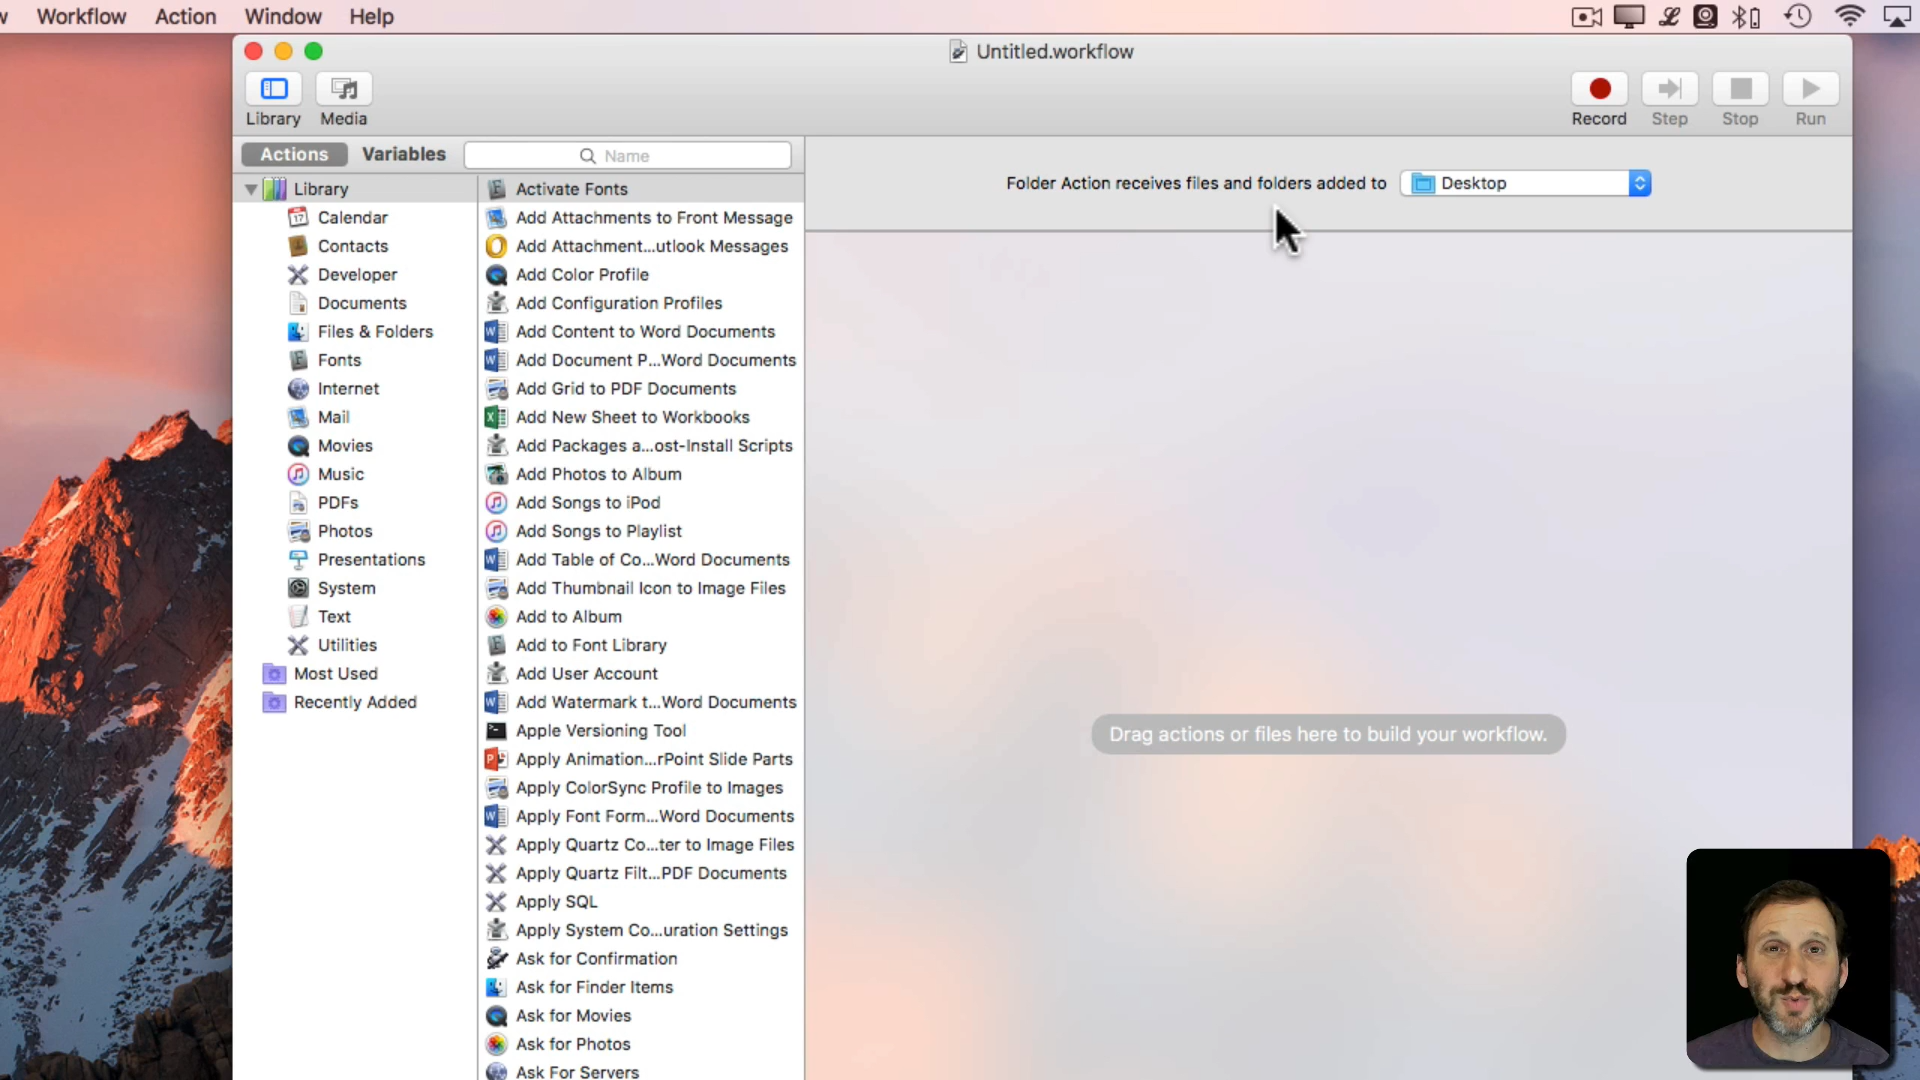 Workflow Action Window Help
Untitled.workflow
Library Media
Record Step Stop Run
Actions Variables Name
Folder Action receives files and folders added to Desktop
Library
Calendar
Contacts
Developer
Documents
Files & Folders
Fonts
Internet
Mail
Movies
Music
PDFs
Photos
Presentations
System
Text
Utilities
Most Used
Recently Added
Activate Fonts
Add Attachments to Front Message
Add Attachment...utlook Messages
Add Color Profile
Add Configuration Profiles
Add Content to Word Documents
Add Document P...Word Documents
Add Grid to PDF Documents
Add New Sheet to Workbooks
Add Packages a...ost-Install Scripts
Add Photos to Album
Add Songs to iPod
Add Songs to Playlist
Add Table of Co...Word Documents
Add Thumbnail Icon to Image Files
Add to Album
Add to Font Library
Add User Account
Add Watermark t...Word Documents
Apple Versioning Tool
Apply Animation...rPoint Slide Parts
Apply ColorSync Profile to Images
Apply Font Form...Word Documents
Apply Quartz Co...ter to Image Files
Apply Quartz Filt...PDF Documents
Apply SQL
Apply System Co...uration Settings
Ask for Confirmation
Ask for Finder Items
Ask for Movies
Ask for Photos
Ask For Servers
Drag actions or files here to build your workflow.